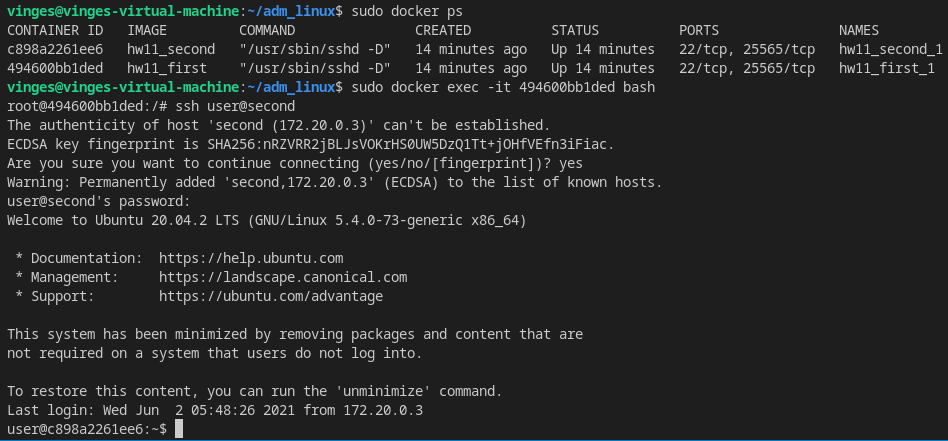 vinges@vinges-virtual-machine:~/adm_linux$ sudo docker ps
CONTAINER ID   IMAGE         COMMAND               CREATED          STATUS          PORTS               NAMES
c898a2261ee6   hw11_second   "/usr/sbin/sshd -D"   14 minutes ago   Up 14 minutes   22/tcp, 25565/tcp   hw11_second_1
494600bb1ded   hw11_first    "/usr/sbin/sshd -D"   14 minutes ago   Up 14 minutes   22/tcp, 25565/tcp   hw11_first_1
vinges@vinges-virtual-machine:~/adm_linux$ sudo docker exec -it 494600bb1ded bash
root@494600bb1ded:/# ssh user@second
The authenticity of host 'second (172.20.0.3)' can't be established.
ECDSA key fingerprint is SHA256:nRZVRR2jBLJsVOKrHS0UW5DzQ1Tt+jOHfVEfn3iFiac.
Are you sure you want to continue connecting (yes/no/[fingerprint])? yes
Warning: Permanently added 'second,172.20.0.3' (ECDSA) to the list of known hosts.
user@second's password:
Welcome to Ubuntu 20.04.2 LTS (GNU/Linux 5.4.0-73-generic x86_64)

 * Documentation:  https://help.ubuntu.com
 * Management:     https://landscape.canonical.com
 * Support:        https://ubuntu.com/advantage

This system has been minimized by removing packages and content that are
not required on a system that users do not log into.

To restore this content, you can run the 'unminimize' command.
Last login: Wed Jun  2 05:48:26 2021 from 172.20.0.3
user@c898a2261ee6:~$